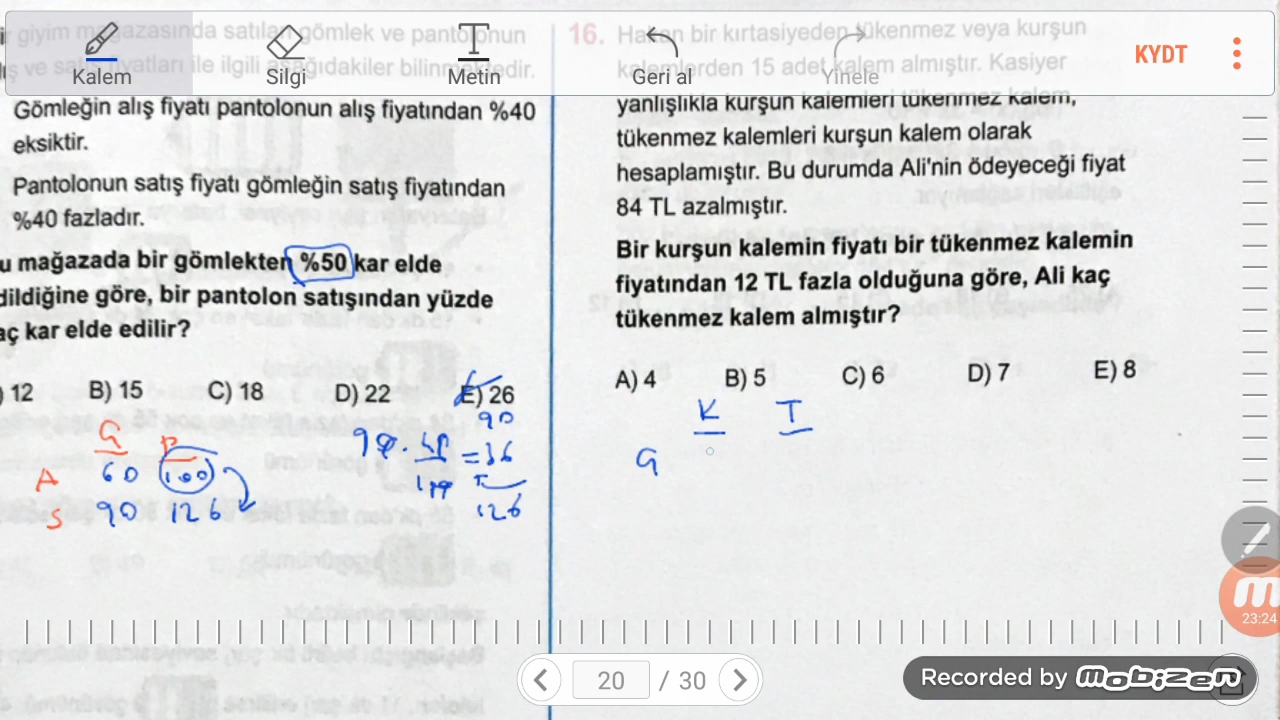 Kalem
Silgi
Metin
Geri al
Yinele
KYDT
r giyim mağazasında satılan gömlek ve pantolonun
ış ve satış fiyatları ile ilgili aşağıdakiler bilinmektedir.
Gömleğin alış fiyatı pantolonun alış fiyatından %40
eksiktir.
Pantolonun satış fiyatı gömleğin satış fiyatından
%40 fazladır.
u mağazada bir gömlekten %50 kar elde
dildiğine göre, bir pantolon satışından yüzde
aç kar elde edilir?
) 12 B) 15 C) 18 D) 22 E) 26
G P
A 60 100
S 90 126
90
= 36
126
16. Hakan bir kırtasiyeden tükenmez veya kurşun
kalemlerden 15 adet kalem almıştır. Kasiyer
yanlışlıkla kurşun kalemleri tükenmez kalem,
tükenmez kalemleri kurşun kalem olarak
hesaplamıştır. Bu durumda Ali'nin ödeyeceği fiyat
84 TL azalmıştır.
Bir kurşun kalemin fiyatı bir tükenmez kalemin
fiyatından 12 TL fazla olduğuna göre, Ali kaç
tükenmez kalem almıştır?
A) 4 B) 5 C) 6 D) 7 E) 8
K T
G
23:24
20 / 30
Recorded by mobizen